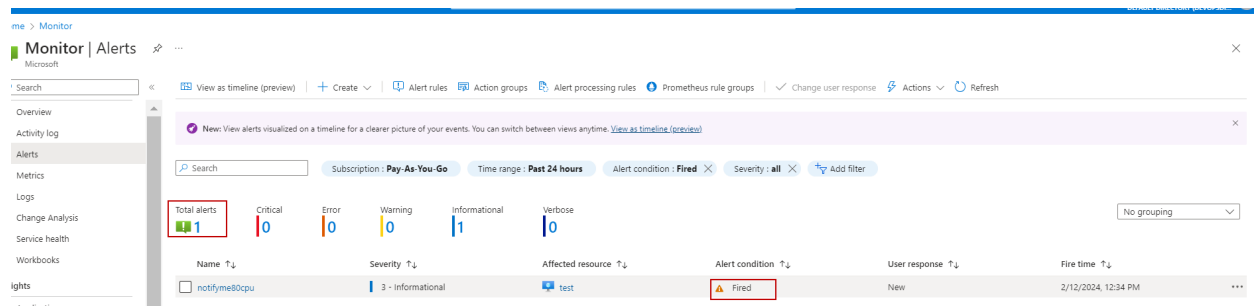 Home > Monitor
Monitor | Alerts
Microsoft
Search
Overview
Activity log
Alerts
Metrics
Logs
Change Analysis
Service health
Workbooks
View as timeline (preview) Create Alert rules Action groups Alert processing rules Prometheus rule groups Change user response Actions Refresh
New: View alerts visualized on a timeline for a clearer picture of your events. You can switch between views anytime. View as timeline (preview)
Search Subscription : Pay-As-You-Go Time range : Past 24 hours Alert condition : Fired Severity : all Add filter
Total alerts Critical Error Warning Informational Verbose
1 0 0 0 1 0
No grouping
Name Severity Affected resource Alert condition User response Fire time
notifyme80cpu 3 - Informational test Fired New 2/12/2024, 12:34 PM